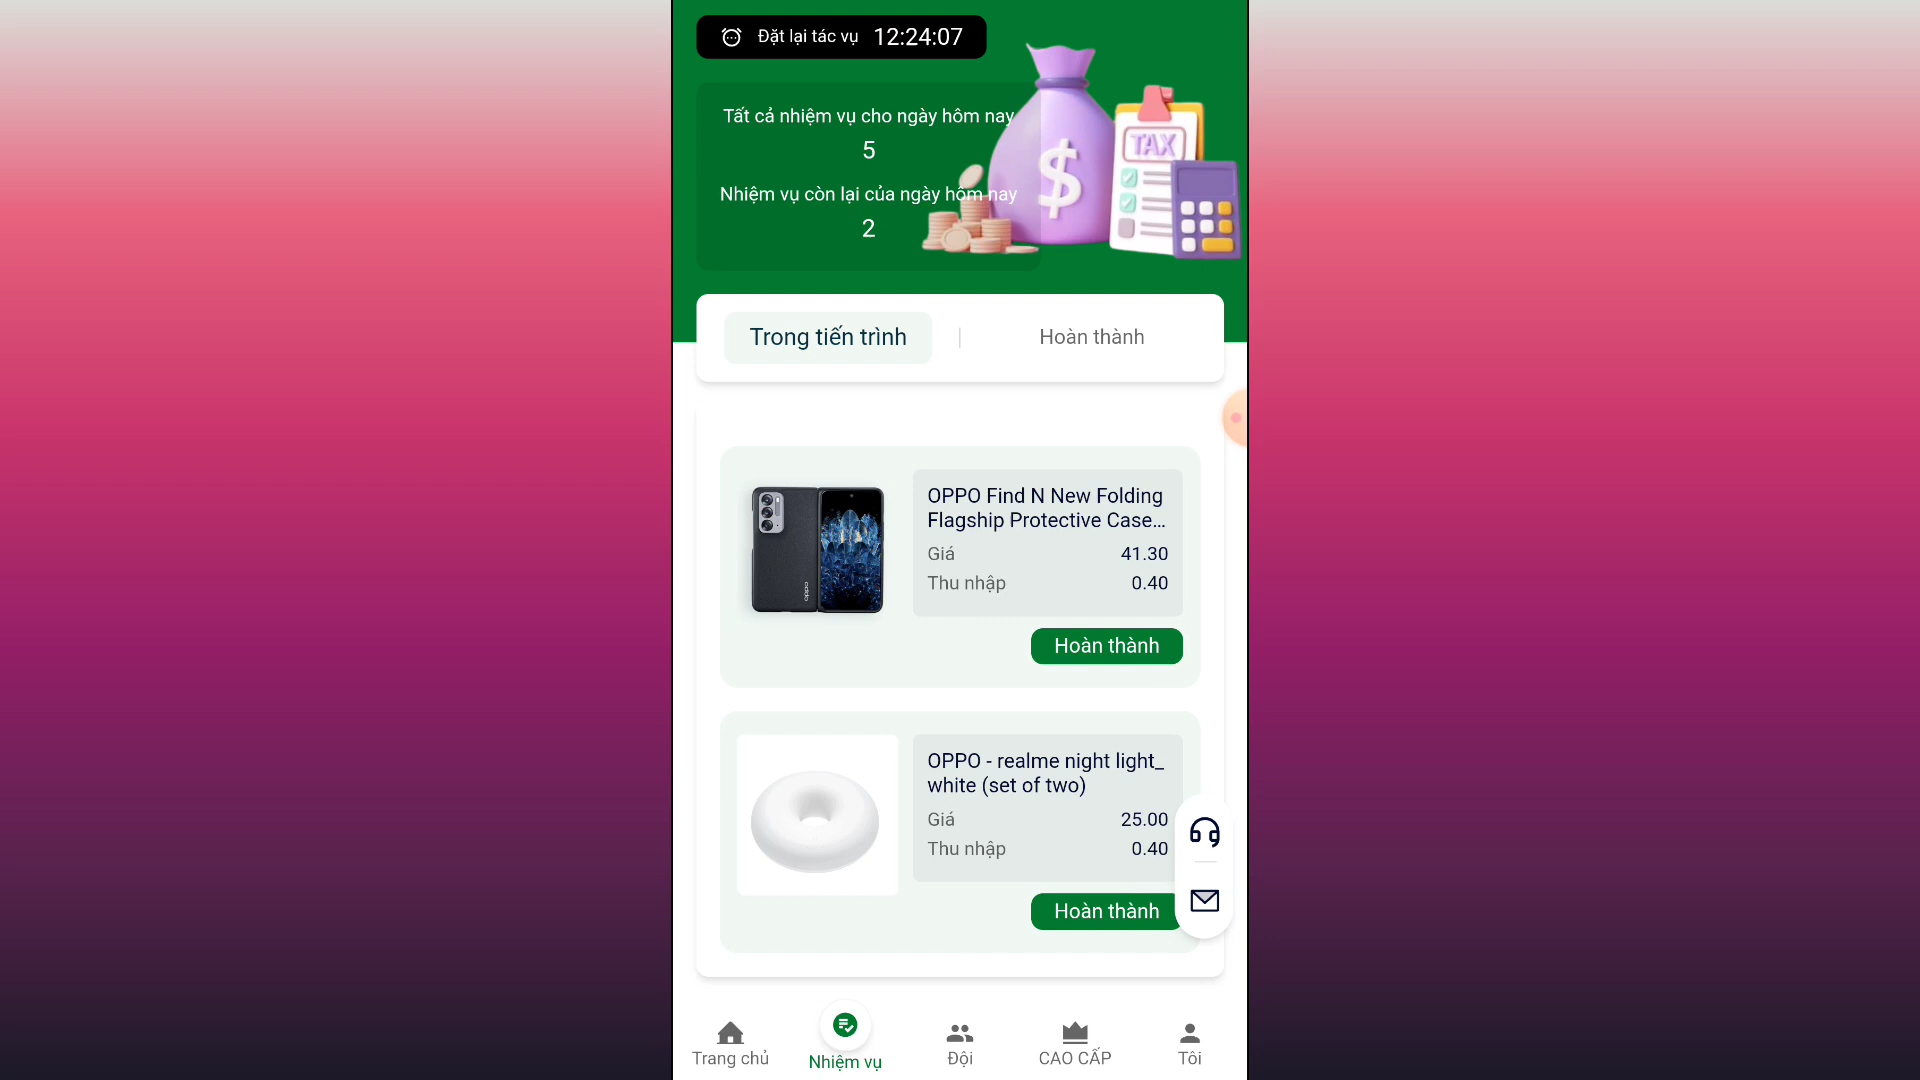 Đặt lại tác vụ 12:24:07
Tất cả nhiệm vụ cho ngày hôm nay
5
Nhiệm vụ còn lại của ngày hôm nay
2
$
TAX
Trong tiến trình | Hoàn thành
OPPO Find N New Folding
Flagship Protective Case...
Giá 41.30
Thu nhập 0.40
oppo
Hoàn thành
OPPO - realme night light_
white (set of two)
Giá 25.00
Thu nhập 0.40
Hoàn thành
Trang chủ Nhiệm vụ Đội CAO CẤP Tôi